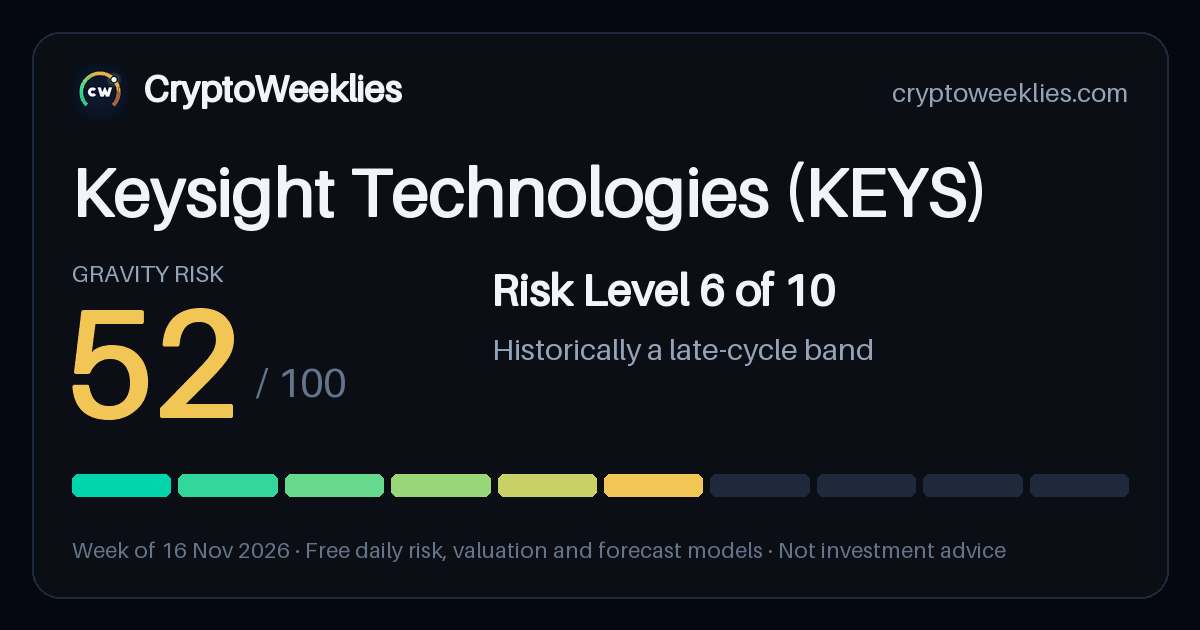 CW
CryptoWeeklies
cryptoweeklies.com
Keysight Technologies (KEYS)
GRAVITY RISK
52 / 100
Risk Level 6 of 10
Historically a late-cycle band
Week of 16 Nov 2026 · Free daily risk, valuation and forecast models · Not investment advice